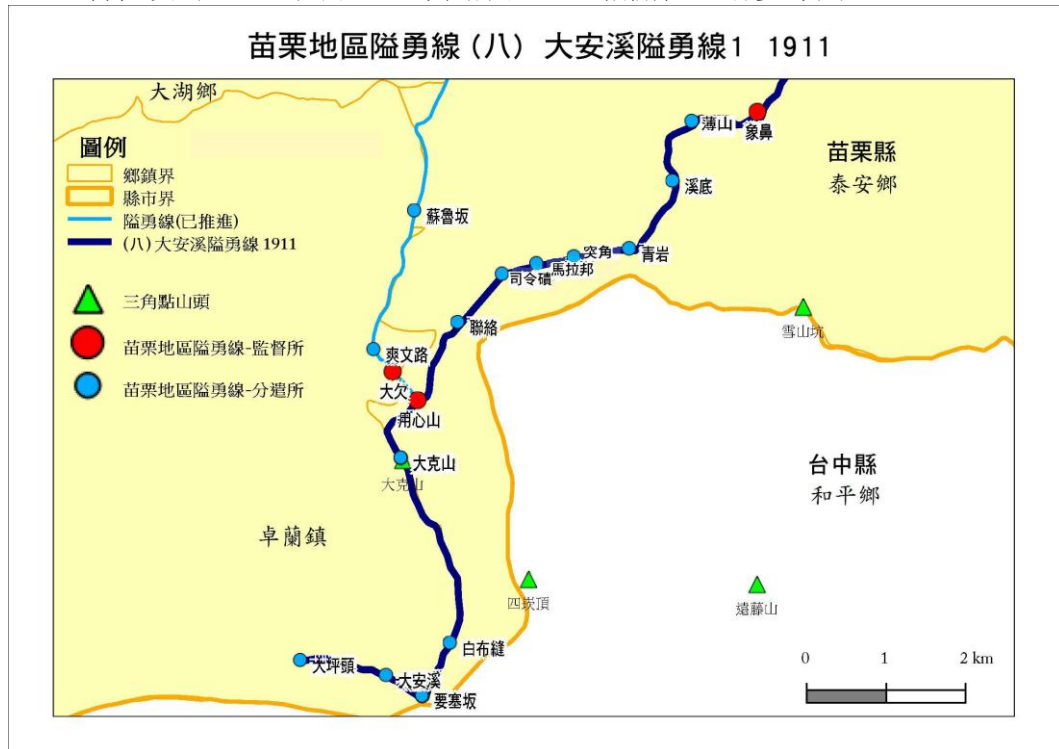 苗栗地區隘勇線 (八) 大安溪隘勇線1 1911
大湖鄉
圖例
鄉鎮界
縣市界
隘勇線(已推進)
(八)大安溪隘勇線 1911
三角點山頭
苗栗地區隘勇線-監督所
苗栗地區隘勇線-分遣所
薄山
象鼻
苗栗縣
泰安鄉
溪底
蘇魯坂
青岩
突角
馬拉邦
司令磺
雪山坑
聯絡
爽文路
大欠
用心山
大克山
大克山
台中縣
和平鄉
卓蘭鎮
四崁頂
遠藤山
白布縫
大坪頭
大安溪
要塞坂
0 1 2 km